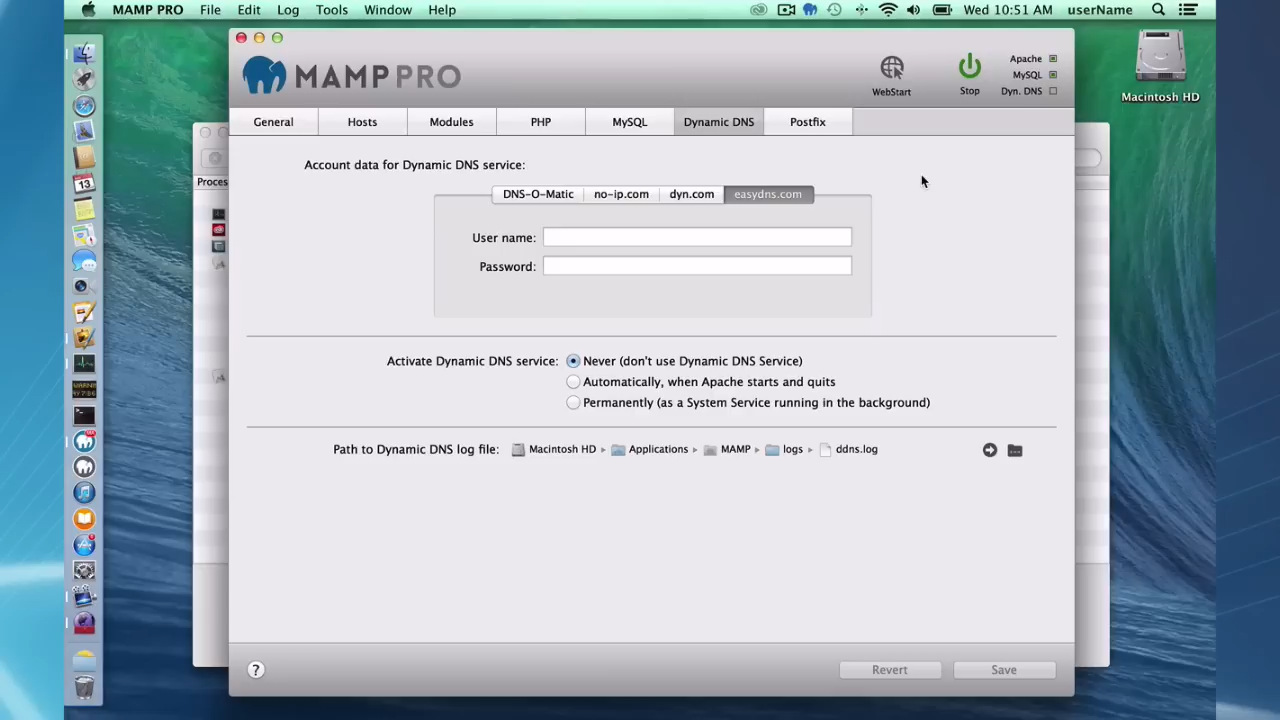 MAMP PRO File Edit Log Tools Window Help Wed 10:51 AM userName
MAMP PRO
WebStart
Stop
Apache
MySQL
Dyn. DNS
Macintosh HD
General Hosts Modules PHP MySQL Dynamic DNS Postfix
Proces
Account data for Dynamic DNS service:
DNS-O-Matic no-ip.com dyn.com easydns.com
User name:
Password:
Activate Dynamic DNS service: Never (don't use Dynamic DNS Service)
Automatically, when Apache starts and quits
Permanently (as a System Service running in the background)
Path to Dynamic DNS log file: Macintosh HD Applications MAMP logs ddns.log
? Revert Save
13